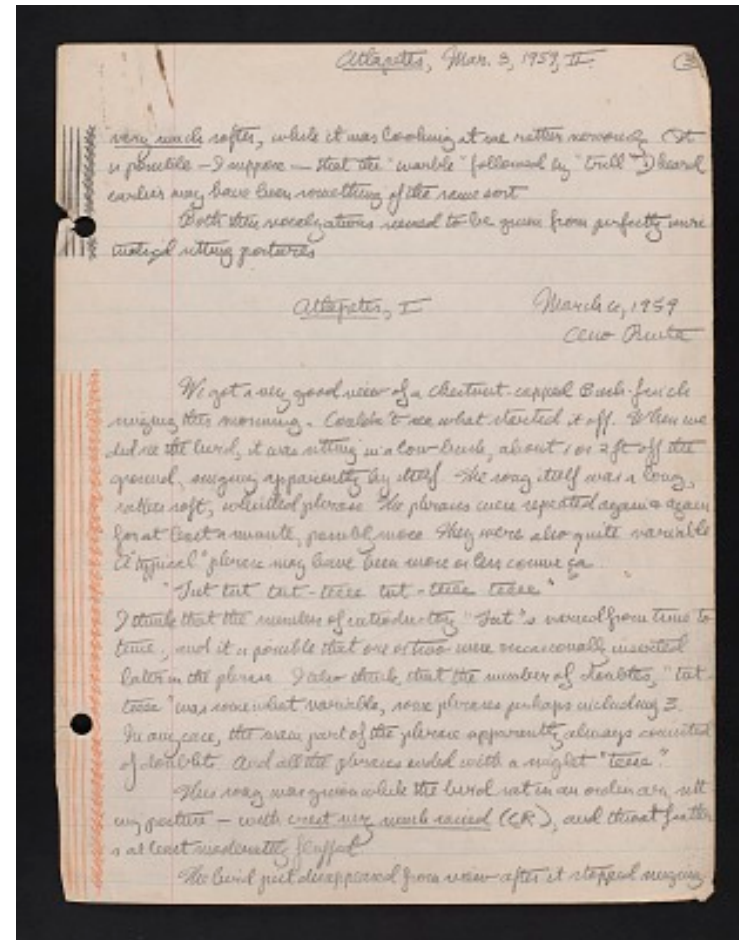 Atlapetes, Mar. 3, 1959, II.
3
very much softer, while it was looking at me rather nervously (It
is possible – I suppose – that the "warble" followed by "trill" I heard
earlier may have been something of the same sort
Both these vocalizations seemed to be given from perfectly
sitting postures
Atlapetes, I
March 6, 1959
Cerro Punta
We got a very good view of a chestnut-capped Bush-finch
singing this morning. Couldn't see what started it off. When we
did see the bird, it was sitting in a low bush, about 1 or 2 ft off the
ground, singing apparently by itself. The song itself was a long,
rather soft, whistled phrase. The phrases were repeated again & again
for at least a minute, possibly more. They were also quite variable
A "typical" phrase may have been more or less comme ça.
"Tut tut tut-teee tut-teee teee"
I think that the number of introductory "Tut"s varied from time to
time, and it is possible that one or two were occasionally inserted
later in the phrase. I also think that the number of doublets, "tut-
teee" was somewhat variable, some phrases perhaps including 3.
In any case, the main part of the phrase apparently always consisted
of doublets. And all the phrases ended with a single "teee".
This song was given while the bird sat in an ordinary sitt
ing posture – with crest very much raised (CR), and throat feather
s at least moderately fluffed.
The bird just disappeared from view after it stopped singing.